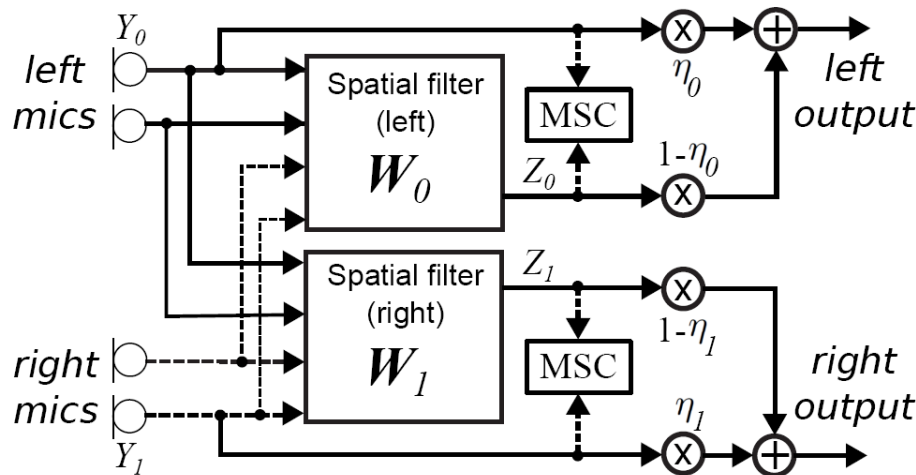 Y0
left
mics
Spatial filter
(left)
W0
MSC
Z0
x
η0
1-η0
x
+
left
output
Spatial filter
(right)
W1
Z1
MSC
x
1-η1
η1
x
+
right
mics
Y1
right
output